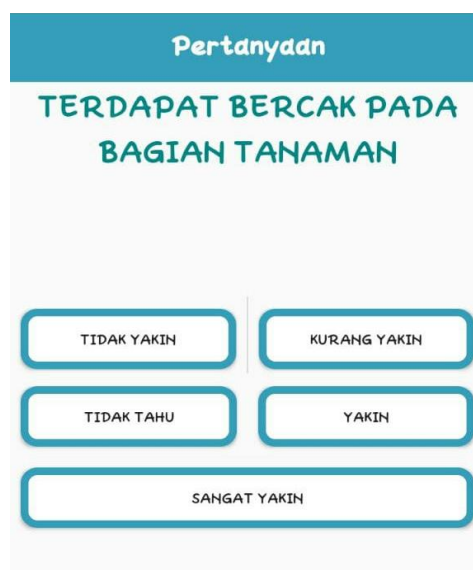 Pertanyaan
TERDAPAT BERCAK PADA
BAGIAN TANAMAN
TIDAK YAKIN
KURANG YAKIN
TIDAK TAHU
YAKIN
SANGAT YAKIN